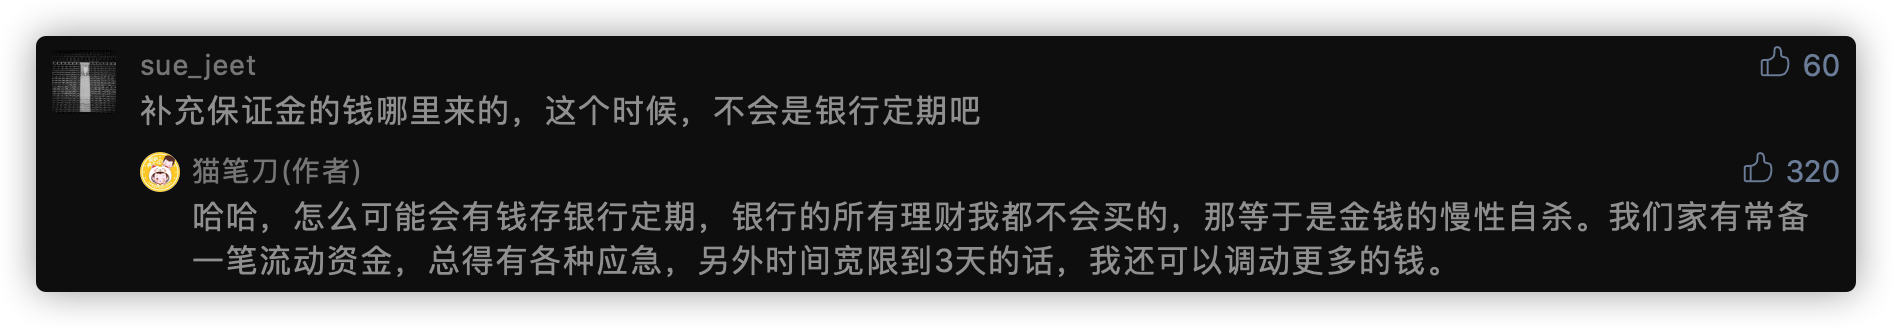 sue_jeet
60
补充保证金的钱哪里来的，这个时候，不会是银行定期吧
猫笔刀(作者)
320
哈哈，怎么可能会有钱存银行定期，银行的所有理财我都不会买的，那等于是金钱的慢性自杀。我们家有常备
一笔流动资金，总得有各种应急，另外时间宽限到3天的话，我还可以调动更多的钱。